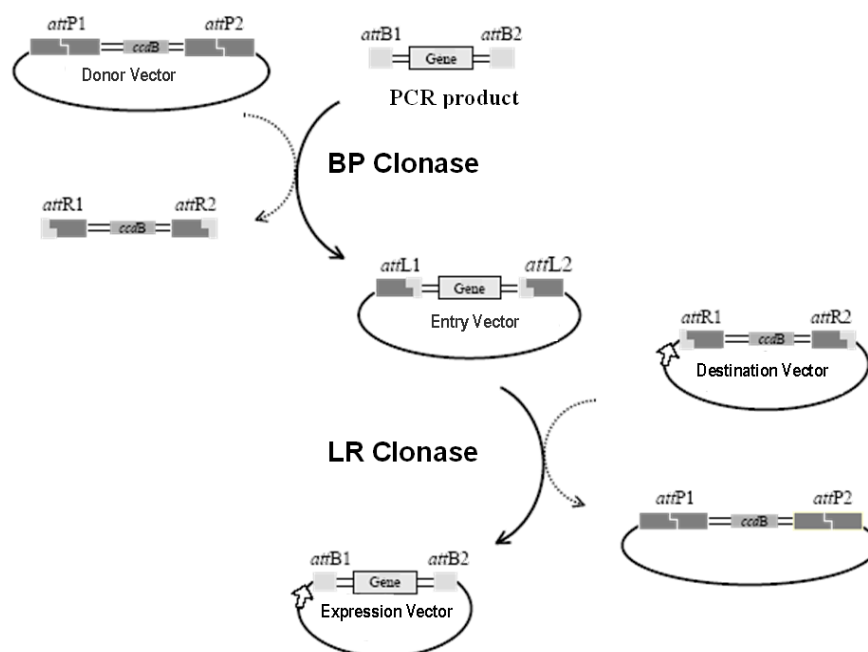 attP1 attP2
ccdB
Donor Vector
attB1 attB2
Gene
PCR product
BP Clonase
attR1 attR2
ccdB
attL1 attL2
Gene
Entry Vector
attR1 attR2
ccdB
Destination Vector
LR Clonase
attP1 attP2
ccdB
attB1 attB2
Gene
Expression Vector